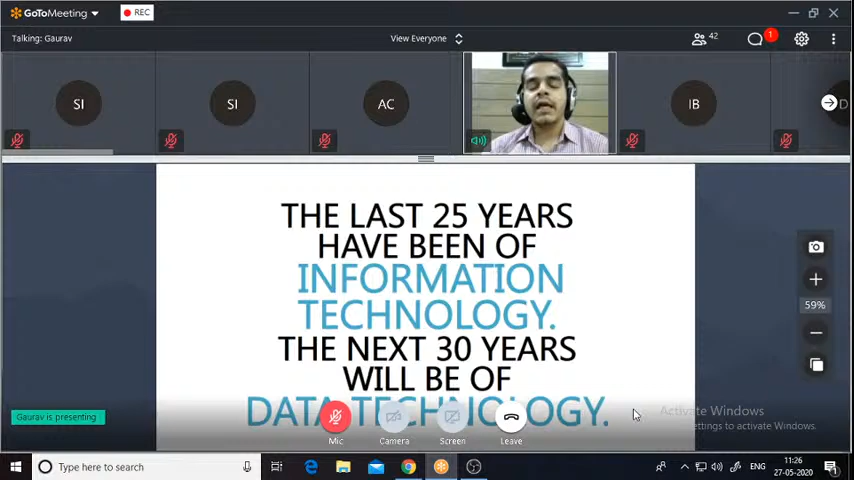 GoToMeeting
REC
Talking: Gaurav
View Everyone
42
1
SI
SI
AC
IB
D
THE LAST 25 YEARS
HAVE BEEN OF
INFORMATION
TECHNOLOGY.
THE NEXT 30 YEARS
WILL BE OF
DATA TECHNOLOGY.
59%
Gaurav is presenting
Mic
Camera
Screen
Leave
Activate Windows
settings to activate Windows.
Type here to search
ENG
11:26
27-05-2020
1